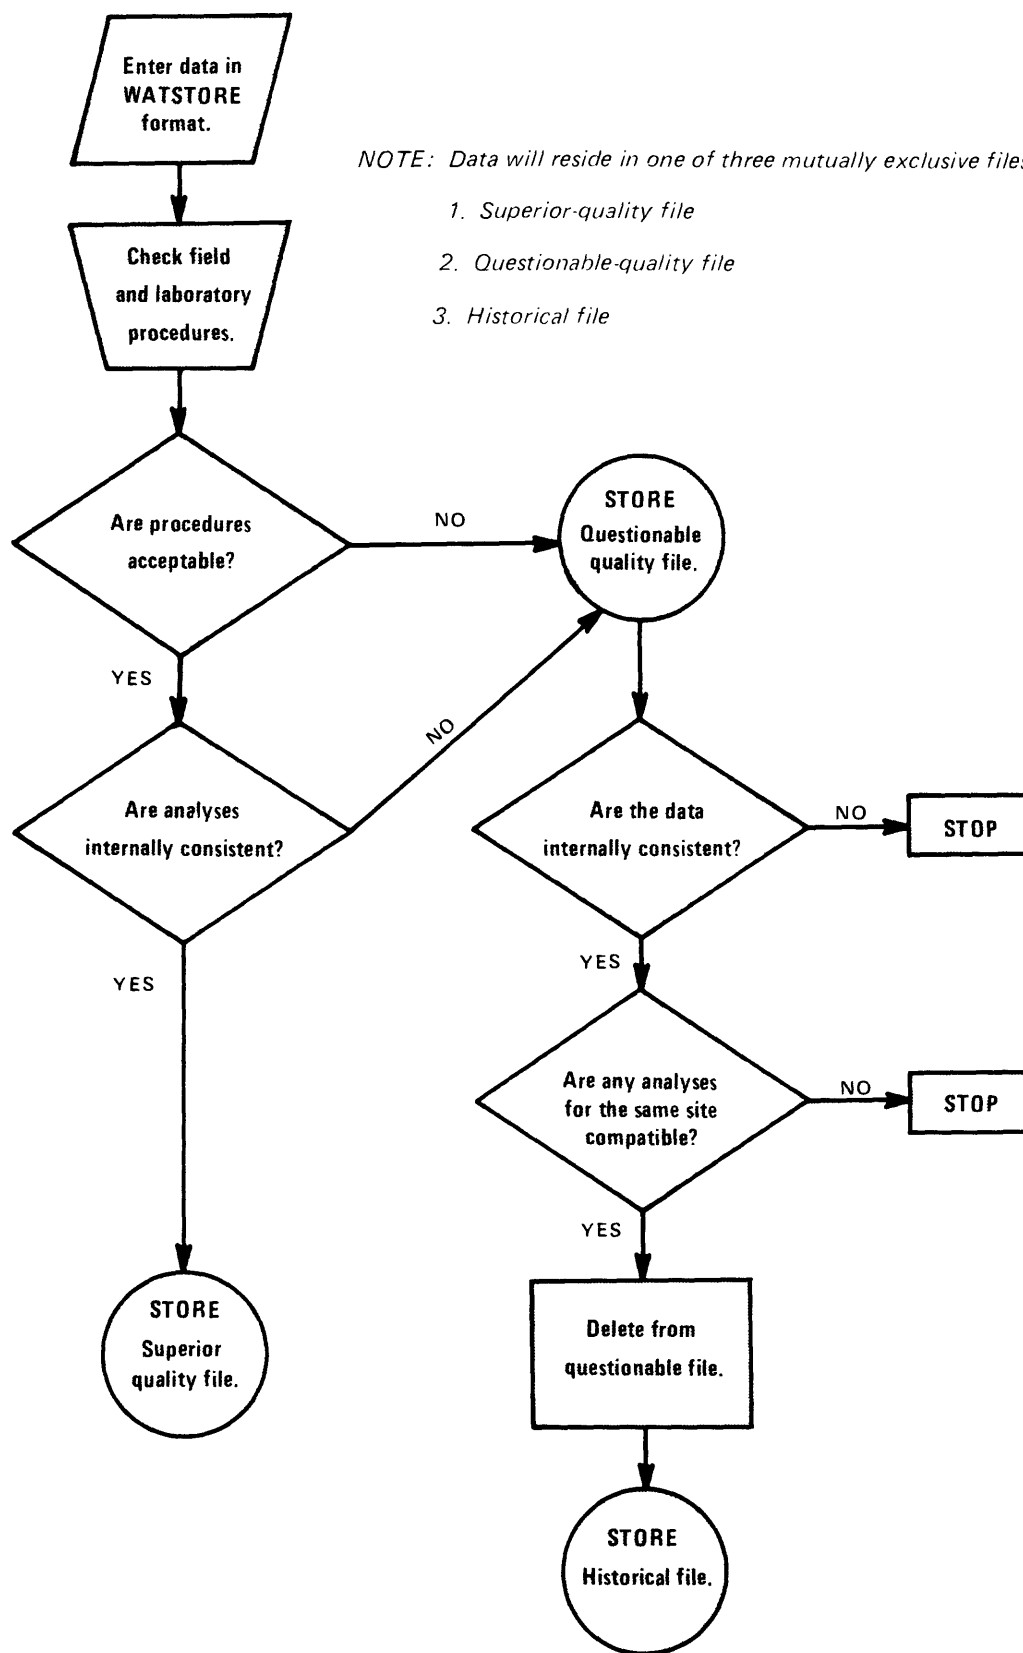 Enter data in
WATSTORE
format.
NOTE: Data will reside in one of three mutually exclusive files
1. Superior-quality file
2. Questionable-quality file
3. Historical file
Check field
and laboratory
procedures.
Are procedures
acceptable?
NO
STORE
Questionable
quality file.
YES
NO
Are analyses
internally consistent?
Are the data
internally consistent?
NO
STOP
YES
YES
Are any analyses
for the same site
compatible?
NO
STOP
YES
STORE
Superior
quality file.
Delete from
questionable file.
STORE
Historical file.